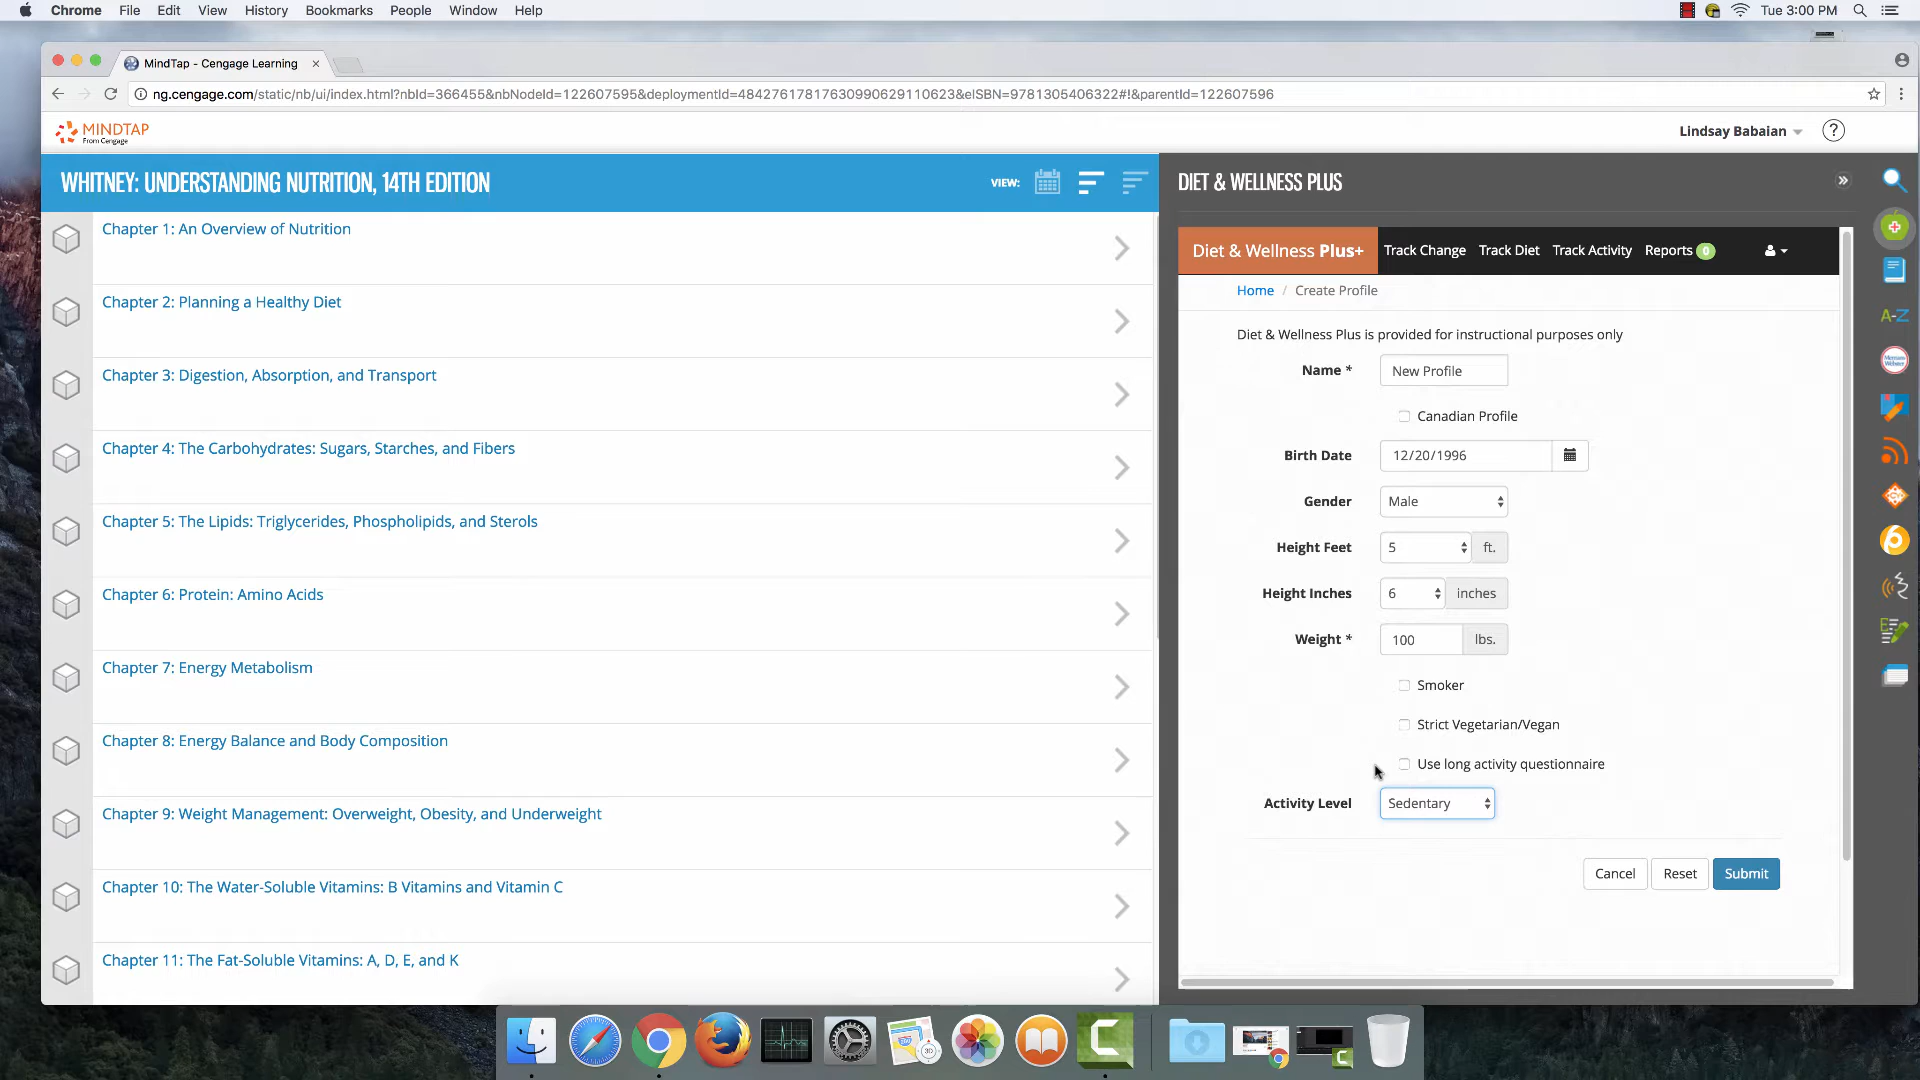 Chrome File Edit View History Bookmarks People Window Help Tue 3:00 PM
MindTap - Cengage Learning
ng.cengage.com/static/nb/ui/index.html?nbId=366455&nbNodeId=122607595&deploymentId=48427617817630990629110623&eISBN=9781305406322#!&parentId=122607596
MINDTAP
From Cengage
Lindsay Babaian
WHITNEY: UNDERSTANDING NUTRITION, 14TH EDITION
VIEW:
Chapter 1: An Overview of Nutrition
Chapter 2: Planning a Healthy Diet
Chapter 3: Digestion, Absorption, and Transport
Chapter 4: The Carbohydrates: Sugars, Starches, and Fibers
Chapter 5: The Lipids: Triglycerides, Phospholipids, and Sterols
Chapter 6: Protein: Amino Acids
Chapter 7: Energy Metabolism
Chapter 8: Energy Balance and Body Composition
Chapter 9: Weight Management: Overweight, Obesity, and Underweight
Chapter 10: The Water-Soluble Vitamins: B Vitamins and Vitamin C
Chapter 11: The Fat-Soluble Vitamins: A, D, E, and K
DIET & WELLNESS PLUS
Diet & Wellness Plus+ Track Change Track Diet Track Activity Reports 0
Home / Create Profile
Diet & Wellness Plus is provided for instructional purposes only
Name * New Profile
Canadian Profile
Birth Date 12/20/1996
Gender Male
Height Feet 5 ft.
Height Inches 6 inches
Weight * 100 lbs.
Smoker
Strict Vegetarian/Vegan
Use long activity questionnaire
Activity Level Sedentary
Cancel Reset Submit
A-Z